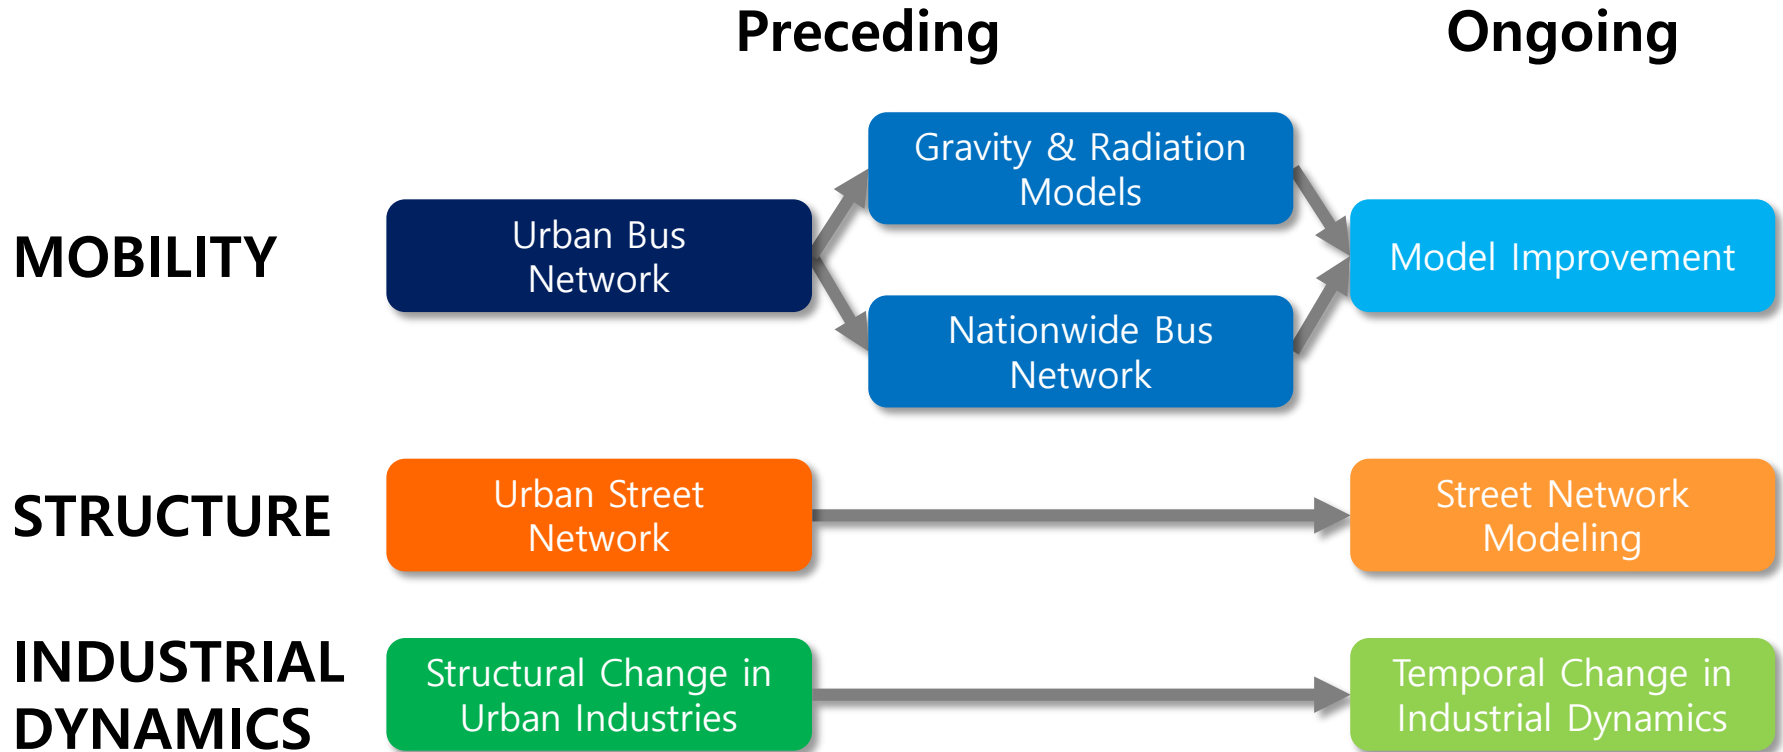 Preceding
Ongoing
MOBILITY
Urban Bus
Network
Gravity & Radiation
Models
Nationwide Bus
Network
Model Improvement
STRUCTURE
Urban Street
Network
Street Network
Modeling
INDUSTRIAL
DYNAMICS
Structural Change in
Urban Industries
Temporal Change in
Industrial Dynamics